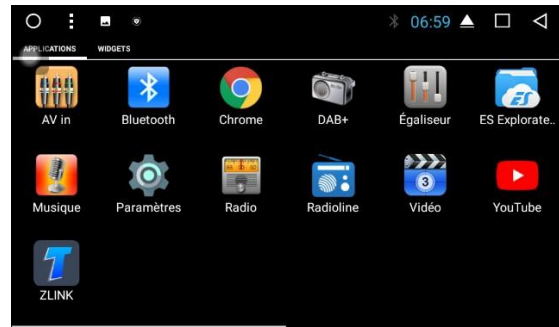 06:59
APPLICATIONS WIDGETS
AV in Bluetooth Chrome DAB+ Égaliseur ES Explorate..
3
Musique Paramètres Radio Radioline Vidéo YouTube
ZLINK